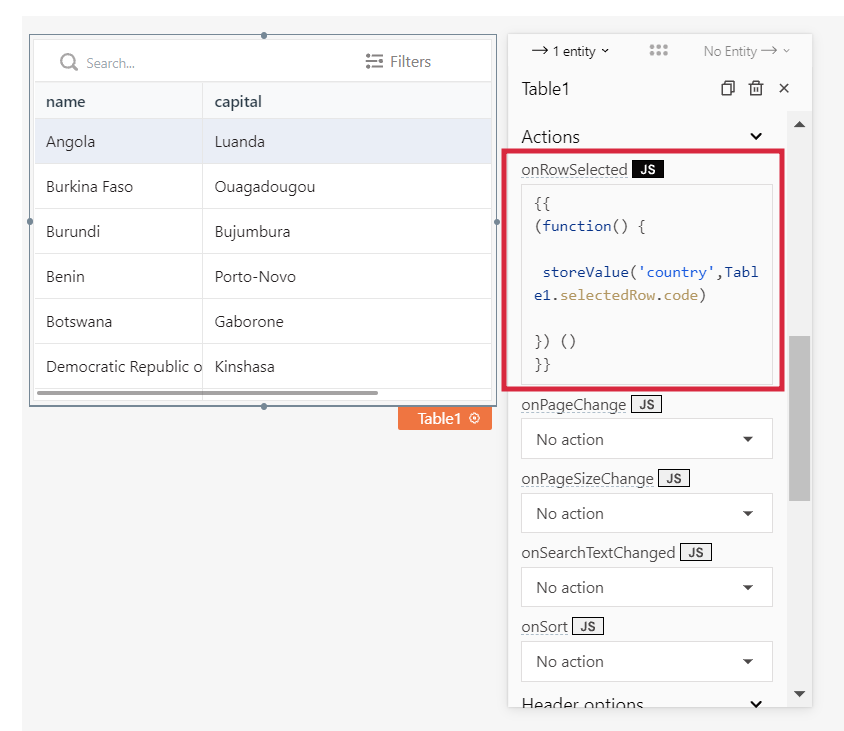 Search...
Filters
name capital
Angola Luanda
Burkina Faso Ouagadougou
Burundi Bujumbura
Benin Porto-Novo
Botswana Gaborone
Democratic Republic o Kinshasa
Table1
1 entity
No Entity
Table1
Actions
onRowSelected JS
{{
(function() {
storeValue('country',Tabl
e1.selectedRow.code)
}) ()
}}
onPageChange JS
No action
onPageSizeChange JS
No action
onSearchTextChanged JS
No action
onSort JS
No action
Header options